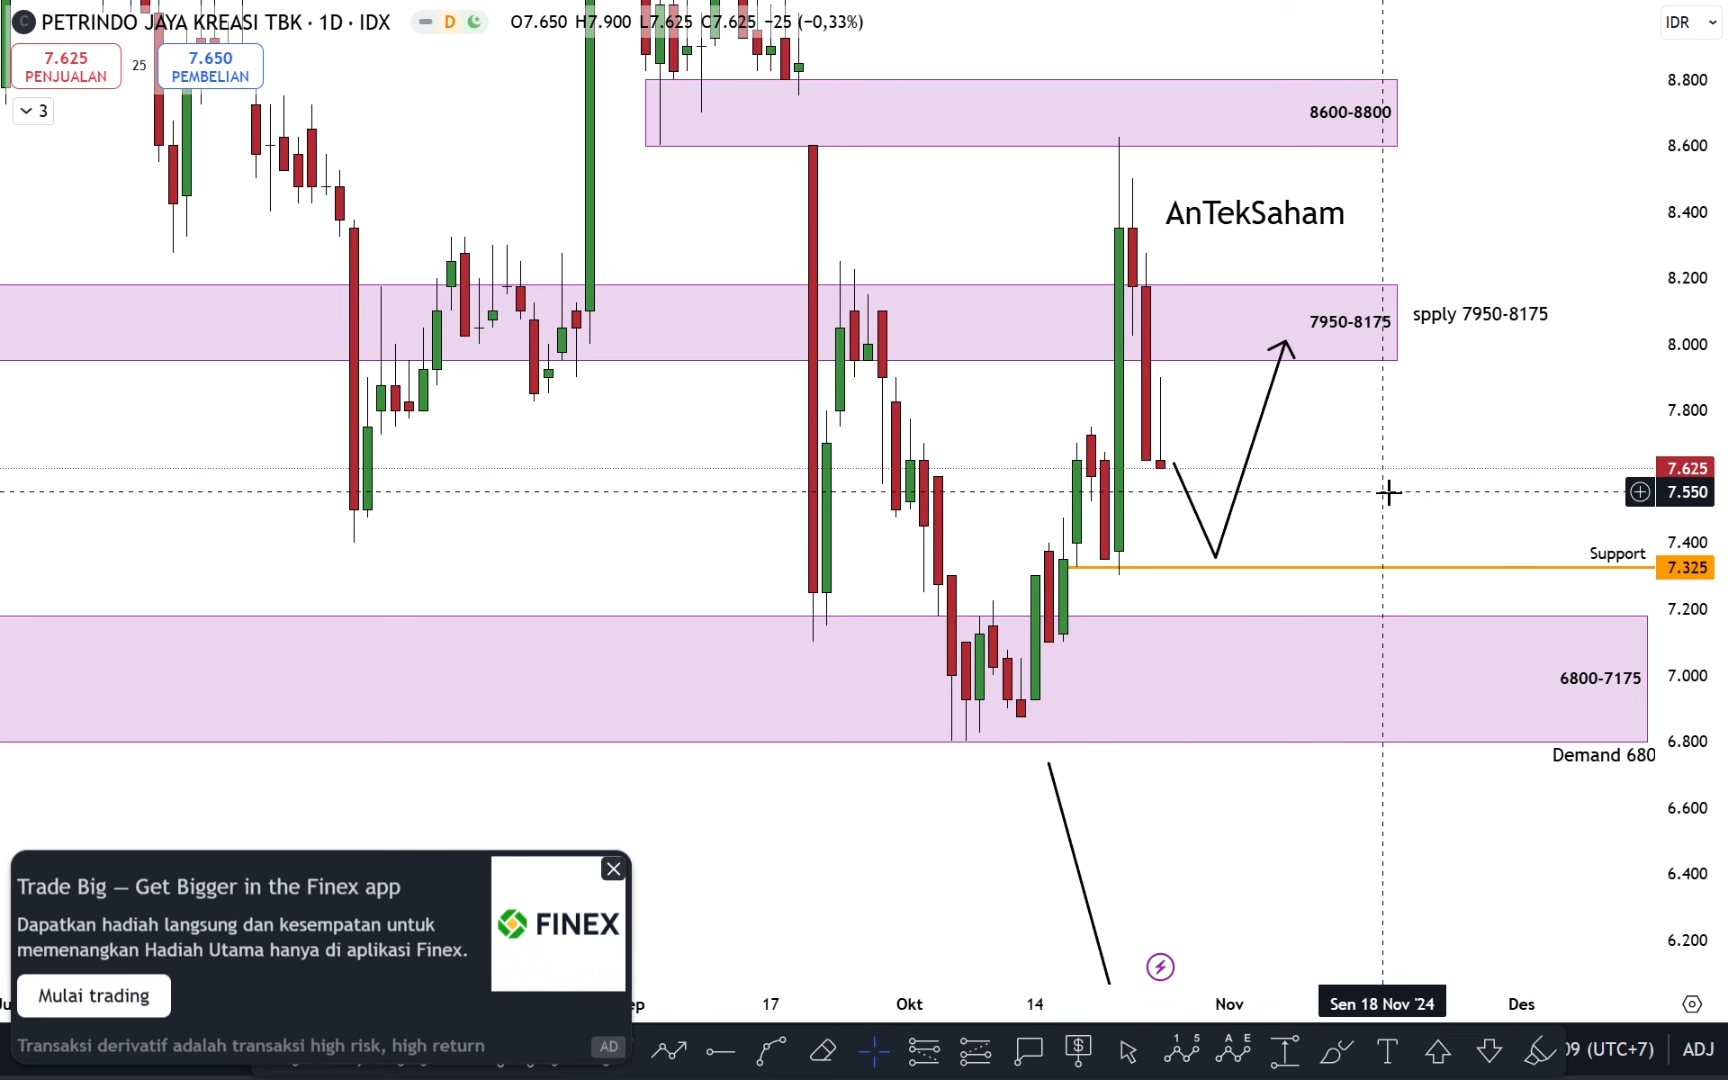 PETRINDO JAYA KREASI TBK · 1D · IDX
D
O7.650 H7.900 L7.625 C7.625 −25 (−0,33%)
IDR
7.625
PENJUALAN
25
7.650
PEMBELIAN
3
8.800
8600-8800
8.600
AnTekSaham
8.400
8.200
7950-8175
spply 7950-8175
8.000
7.800
7.625
7.550
7.400
Support
7.325
7.200
7.000
6800-7175
6.800
Demand 680
6.600
6.400
6.200
Trade Big — Get Bigger in the Finex app
Dapatkan hadiah langsung dan kesempatan untuk
memenangkan Hadiah Utama hanya di aplikasi Finex.
FINEX
Mulai trading
Transaksi derivatif adalah transaksi high risk, high return
AD
17
Okt
14
Nov
Sen 18 Nov '24
Des
1 5
A E
T
09 (UTC+7)
ADJ